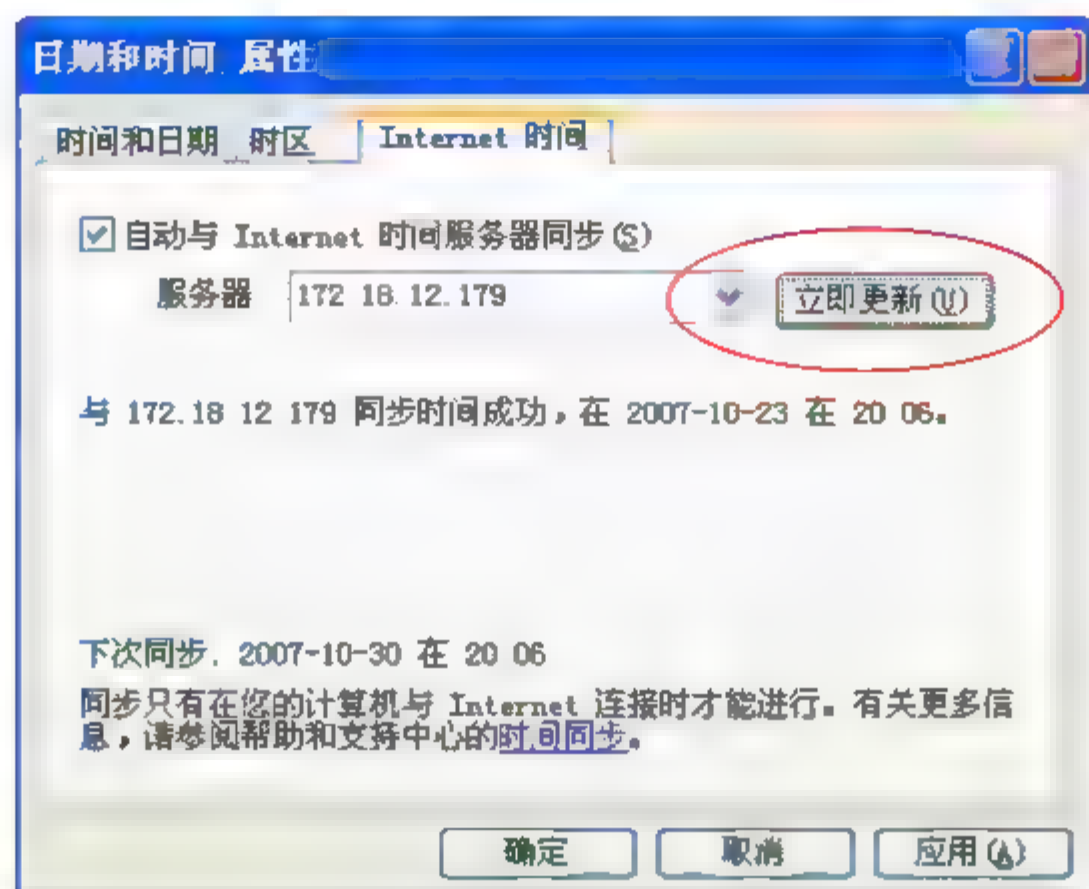 日期和时间 属性
时间和日期 时区 Internet 时间
自动与 Internet 时间服务器同步(S)
服务器 172 18.12.179 立即更新(U)
与 172.18 12 179 同步时间成功，在 2007-10-23 在 20 06。
下次同步. 2007-10-30 在 20 06
同步只有在您的计算机与 Internet 连接时才能进行。有关更多信
息，请参阅帮助和支持中心的时间同步。
确定 取消 应用(A)